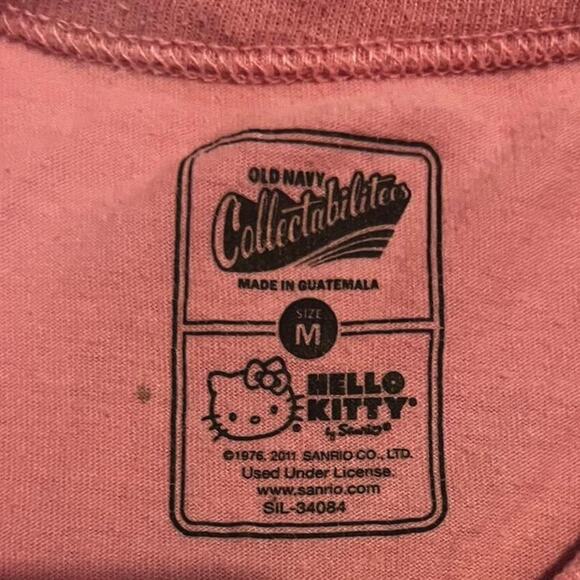 OLD NAVY
Collectabilitees
MADE IN GUATEMALA
SIZE
M
HELLO
KITTY®
by Sanrio®
©1976, 2011 SANRIO CO., LTD.
Used Under License.
www.sanrio.com
SIL-34084